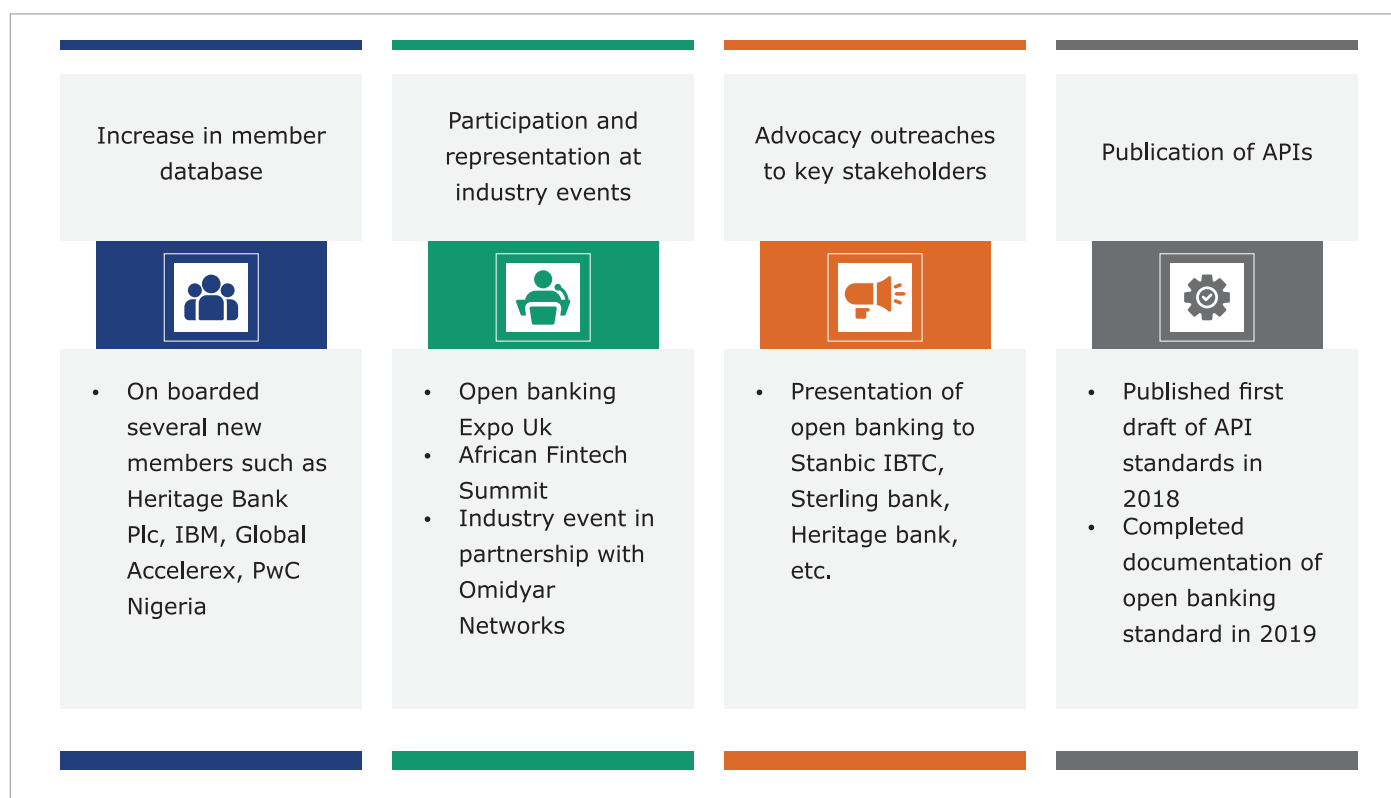 Increase in member
database
• On boarded
several new
members such as
Heritage Bank
Plc, IBM, Global
Accelerex, PwC
Nigeria
Participation and
representation at
industry events
• Open banking
Expo Uk
• African Fintech
Summit
• Industry event in
partnership with
Omidyar
Networks
Advocacy outreaches
to key stakeholders
• Presentation of
open banking to
Stanbic IBTC,
Sterling bank,
Heritage bank,
etc.
Publication of APIs
• Published first
draft of API
standards in
2018
• Completed
documentation of
open banking
standard in 2019